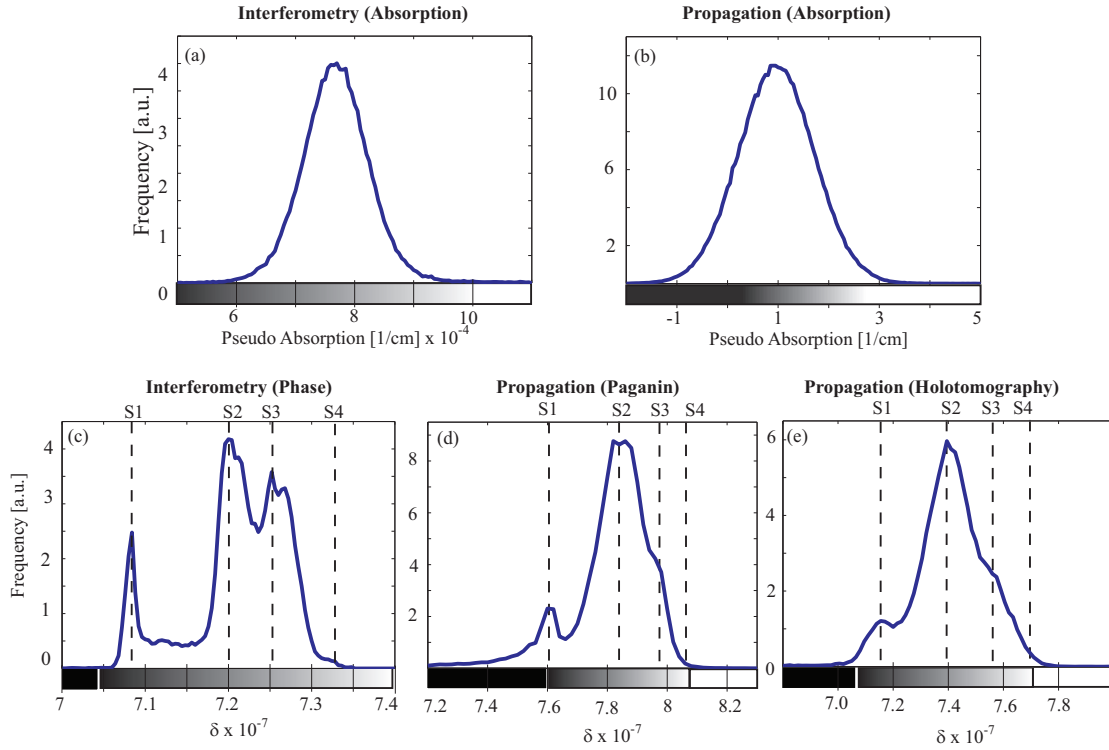 Interferometry (Absorption)
Propagation (Absorption)
(a)
4
3
2
1
0
Frequency [a.u.]
6
8
10
Pseudo Absorption [1/cm] x 10-4
(b)
10
6
2
-1
1
3
5
Pseudo Absorption [1/cm]
Interferometry (Phase)
S1 S2 S3 S4
(c)
4
3
2
1
0
Frequency [a.u.]
7 7.1 7.2 7.3 7.4
δ x 10-7
Propagation (Paganin)
S1 S2 S3 S4
(d)
8
6
4
2
7.2 7.4 7.6 7.8 8 8.2
δ x 10-7
Propagation (Holotomography)
S1 S2 S3 S4
(e)
6
4
2
0
7.0 7.2 7.4 7.6 7.8
δ x 10-7